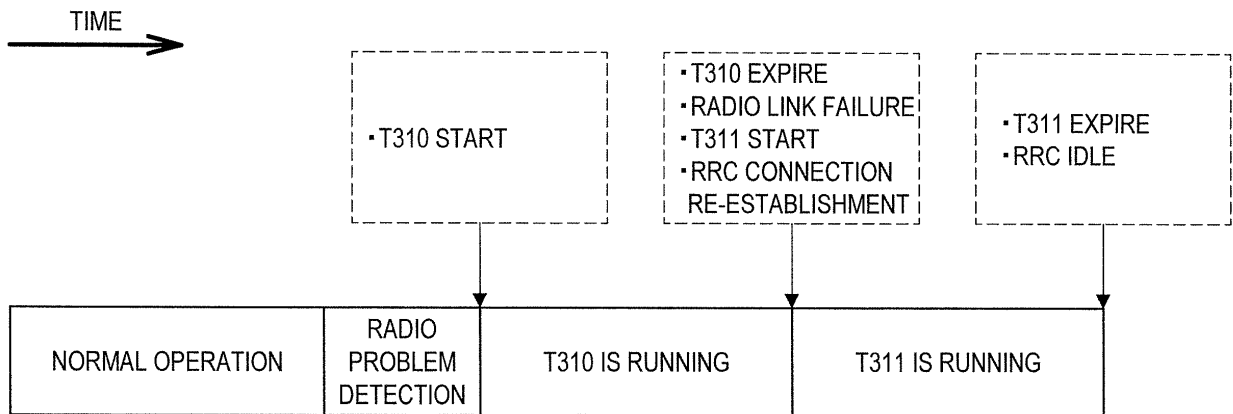 TIME
▪T310 START
▪T310 EXPIRE
▪RADIO LINK FAILURE
▪T311 START
▪RRC CONNECTION
RE-ESTABLISHMENT
▪T311 EXPIRE
▪RRC IDLE
NORMAL OPERATION
RADIO
PROBLEM
DETECTION
T310 IS RUNNING
T311 IS RUNNING